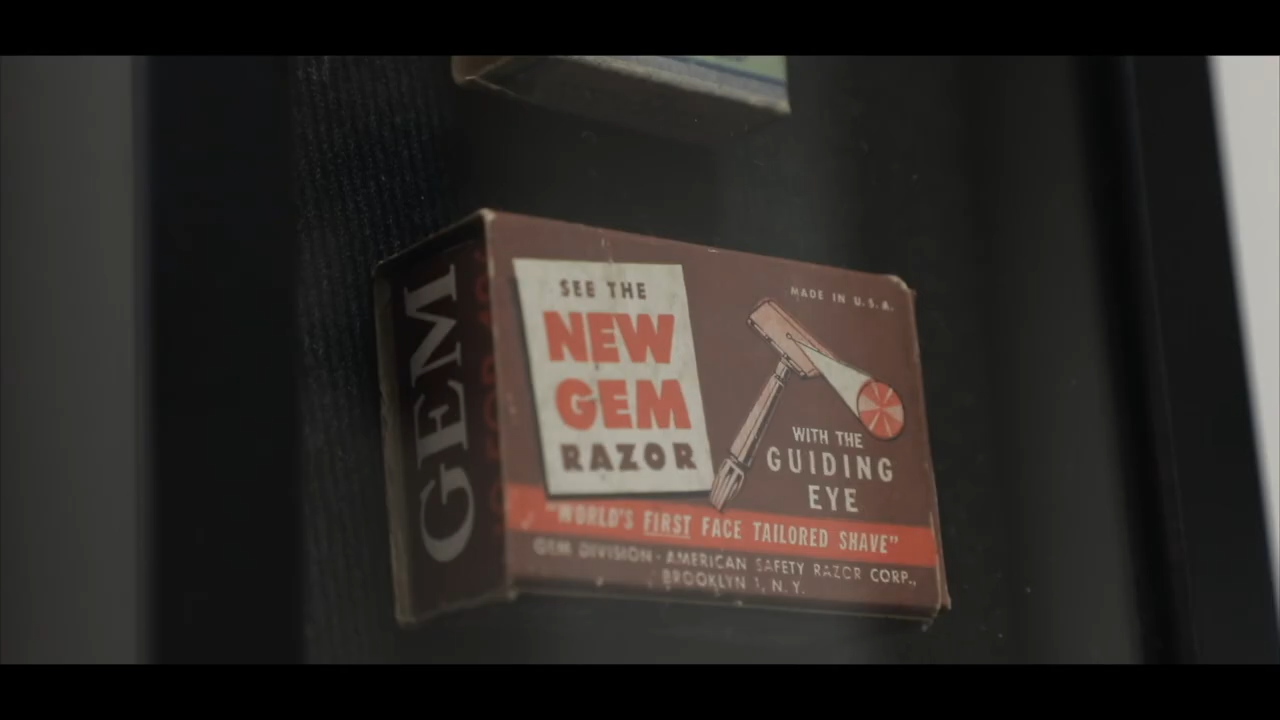 GEM
SEE THE
NEW
GEM
RAZOR
MADE IN U.S.A.
WITH THE
GUIDING
EYE
"WORLD'S FIRST FACE TAILORED SHAVE"
GEM DIVISION - AMERICAN SAFETY RAZOR CORP.,
BROOKLYN 1, N.Y.